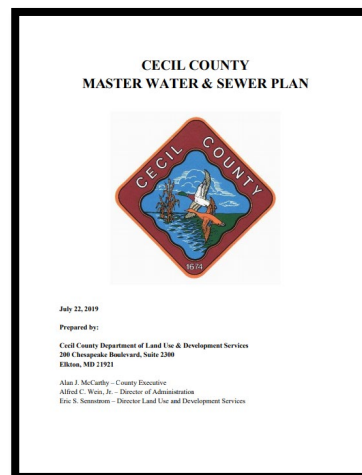 CECIL COUNTY
MASTER WATER & SEWER PLAN
CECIL COUNTY
1674
July 22, 2019
Prepared by:
Cecil County Department of Land Use & Development Services
200 Chesapeake Boulevard, Suite 2300
Elkton, MD 21921
Alan J. McCarthy – County Executive
Alfred C. Wein, Jr. – Director of Administration
Eric S. Sennstrom – Director Land Use and Development Services